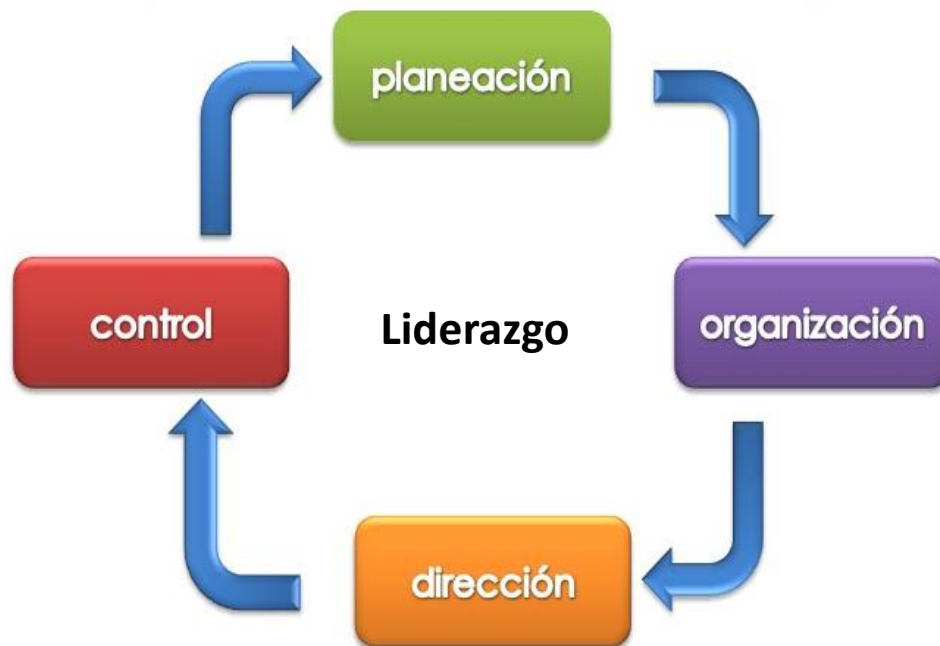 planeación
control
Liderazgo
organización
dirección